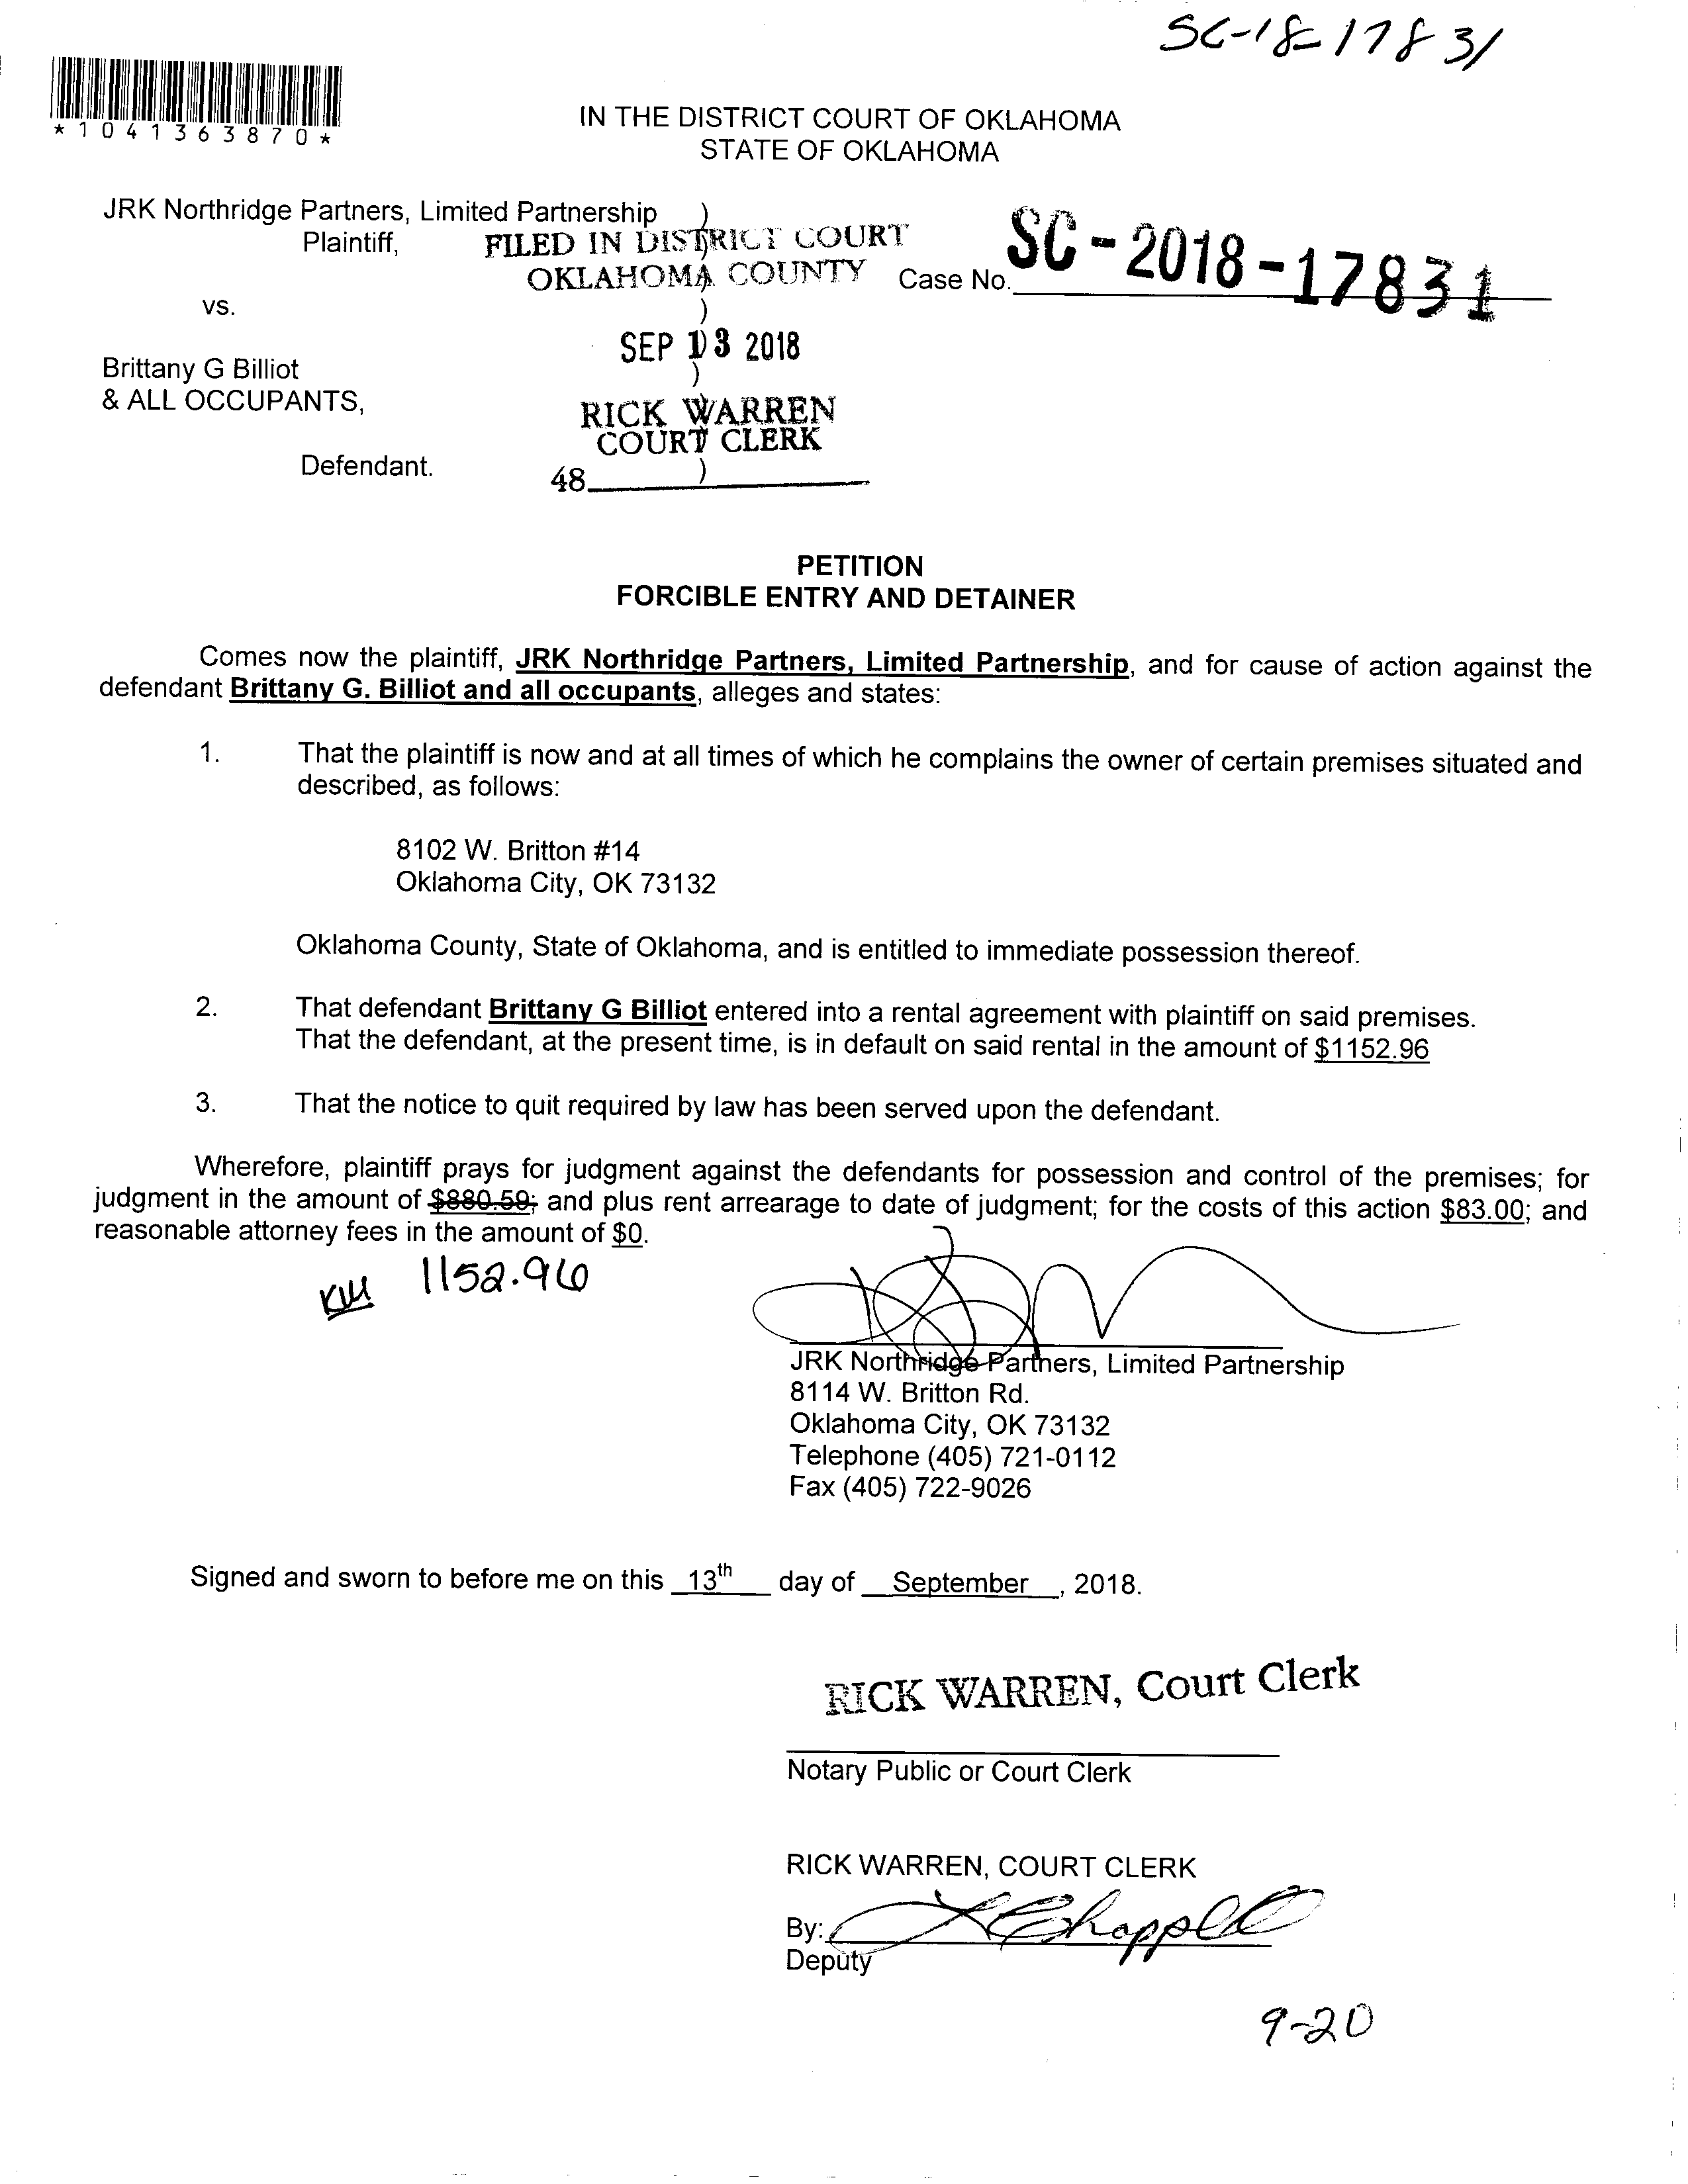 SC-18-17831
*1041363870*
IN THE DISTRICT COURT OF OKLAHOMA
STATE OF OKLAHOMA
JRK Northridge Partners, Limited Partnership )
Plaintiff,
FILED IN DISTRICT COURT
OKLAHOMA COUNTY
Case No. SC-2018-17831
vs.
)
SEP 13 2018
)
Brittany G Billiot
& ALL OCCUPANTS,
RICK WARREN
COURT CLERK
Defendant.
)
48
PETITION
FORCIBLE ENTRY AND DETAINER
Comes now the plaintiff, JRK Northridge Partners, Limited Partnership, and for cause of action against the
defendant Brittany G. Billiot and all occupants, alleges and states:
1. That the plaintiff is now and at all times of which he complains the owner of certain premises situated and
described, as follows:
8102 W. Britton #14
Oklahoma City, OK 73132
Oklahoma County, State of Oklahoma, and is entitled to immediate possession thereof.
2. That defendant Brittany G Billiot entered into a rental agreement with plaintiff on said premises.
That the defendant, at the present time, is in default on said rental in the amount of $1152.96
3. That the notice to quit required by law has been served upon the defendant.
Wherefore, plaintiff prays for judgment against the defendants for possession and control of the premises; for
judgment in the amount of $880.59; and plus rent arrearage to date of judgment; for the costs of this action $83.00; and
reasonable attorney fees in the amount of $0.
KM 1152.96
JRK Northridge Partners, Limited Partnership
8114 W. Britton Rd.
Oklahoma City, OK 73132
Telephone (405) 721-0112
Fax (405) 722-9026
Signed and sworn to before me on this 13th day of September, 2018.
RICK WARREN, Court Clerk
Notary Public or Court Clerk
RICK WARREN, COURT CLERK
By:
Deputy
9-20